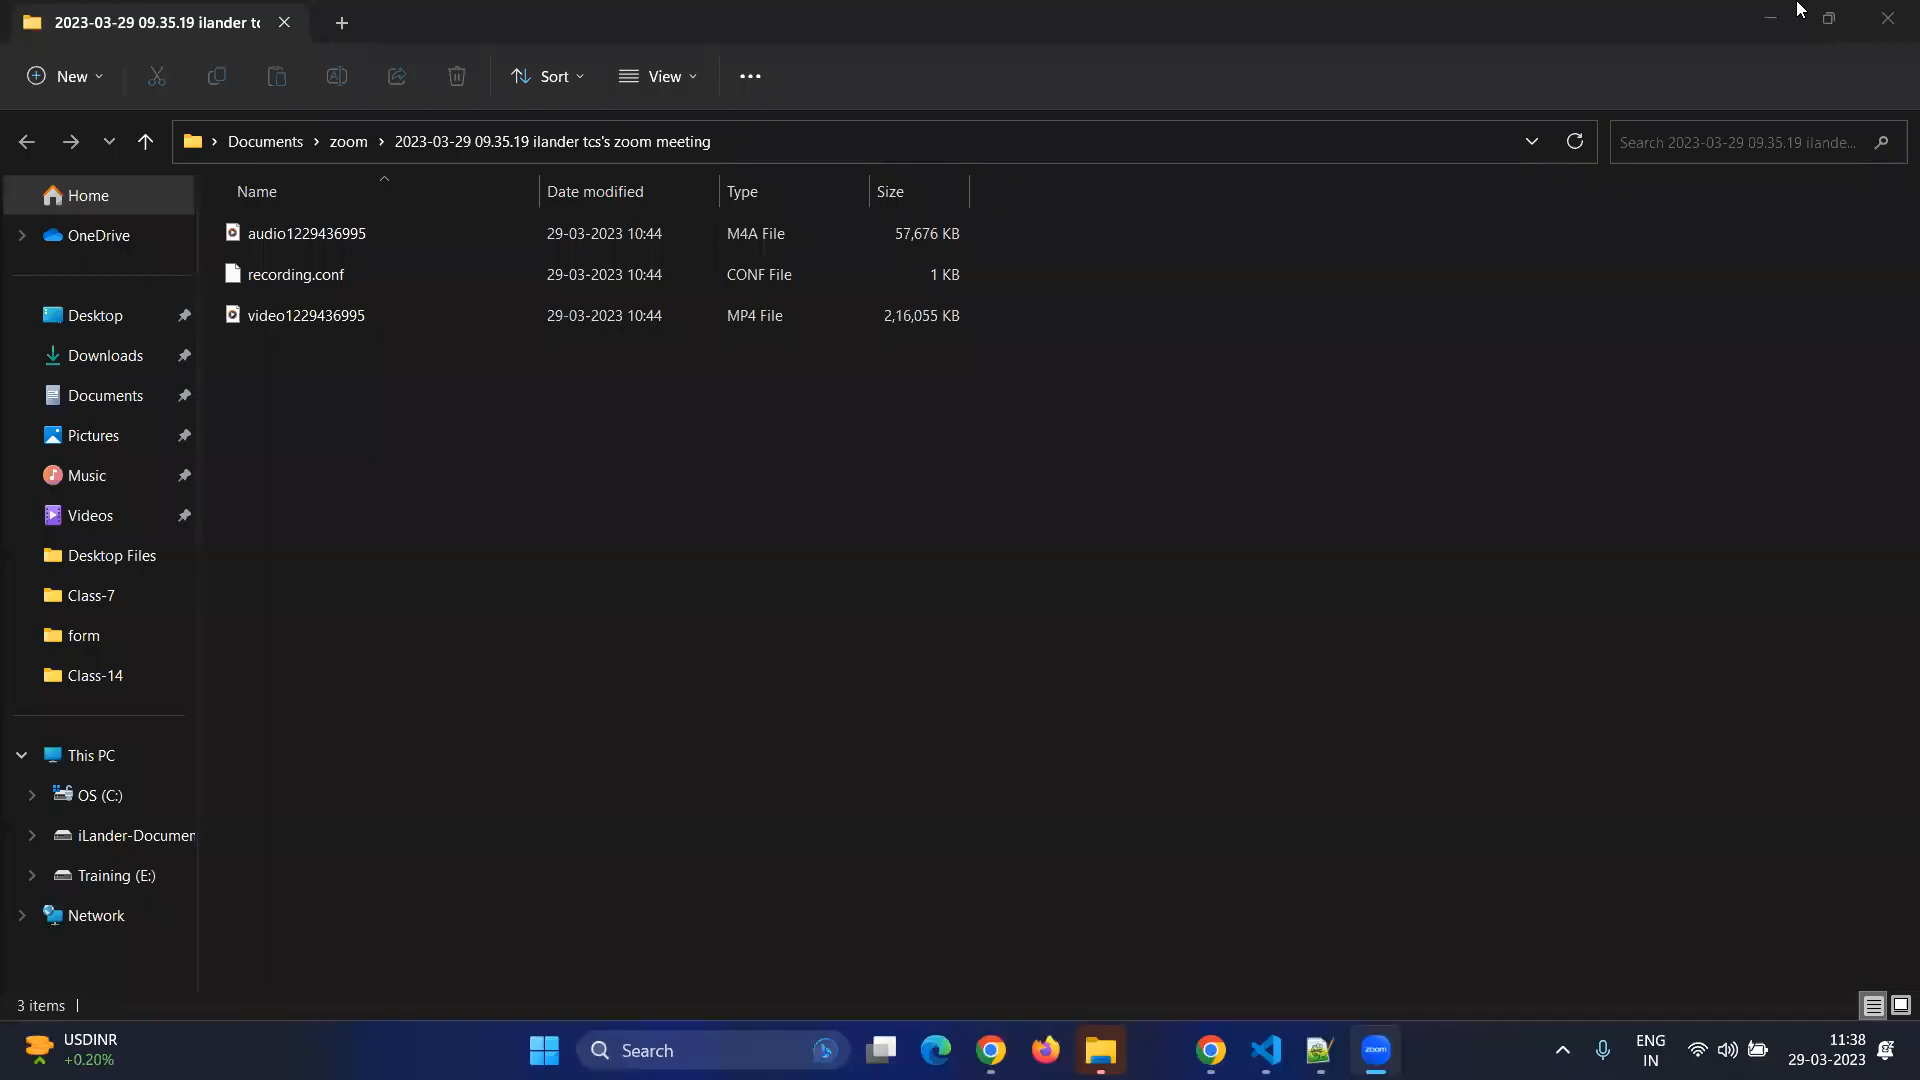 2023-03-29 09.35.19 ilander tc
New
Sort
View
Documents
zoom
2023-03-29 09.35.19 ilander tcs's zoom meeting
Search 2023-03-29 09.35.19 ilande...
Home
OneDrive
Desktop
Downloads
Documents
Pictures
Music
Videos
Desktop Files
Class-7
form
Class-14
This PC
OS (C:)
iLander-Documen
Training (E:)
Network
Name Date modified Type Size
audio1229436995 29-03-2023 10:44 M4A File 57,676 KB
recording.conf 29-03-2023 10:44 CONF File 1 KB
video1229436995 29-03-2023 10:44 MP4 File 2,16,055 KB
3 items
USDINR
+0.20%
Search
zoom
ENG
IN
11:38
29-03-2023